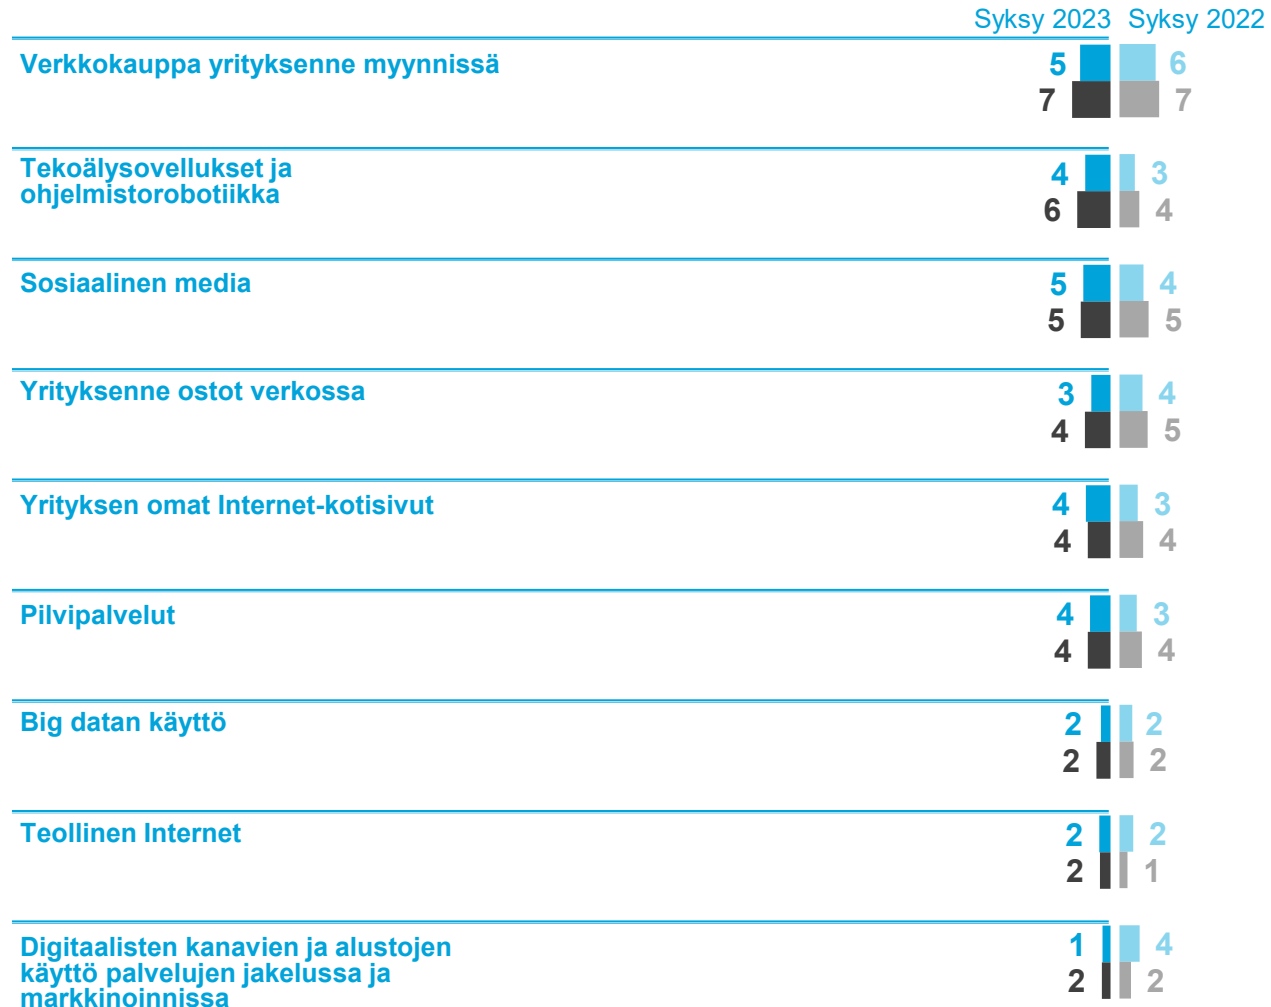 Syksy 2023 Syksy 2022
Verkkokauppa yrityksenne myynnissä
5 6
7 7
Tekoälysovellukset ja
ohjelmistorobotiikka
4 3
6 4
Sosiaalinen media
5 4
5 5
Yrityksenne ostot verkossa
3 4
4 5
Yrityksen omat Internet-kotisivut
4 3
4 4
Pilvipalvelut
4 3
4 4
Big datan käyttö
2 2
2 2
Teollinen Internet
2 2
2 1
Digitaalisten kanavien ja alustojen
käyttö palvelujen jakelussa ja
markkinoinnissa
1 4
2 2